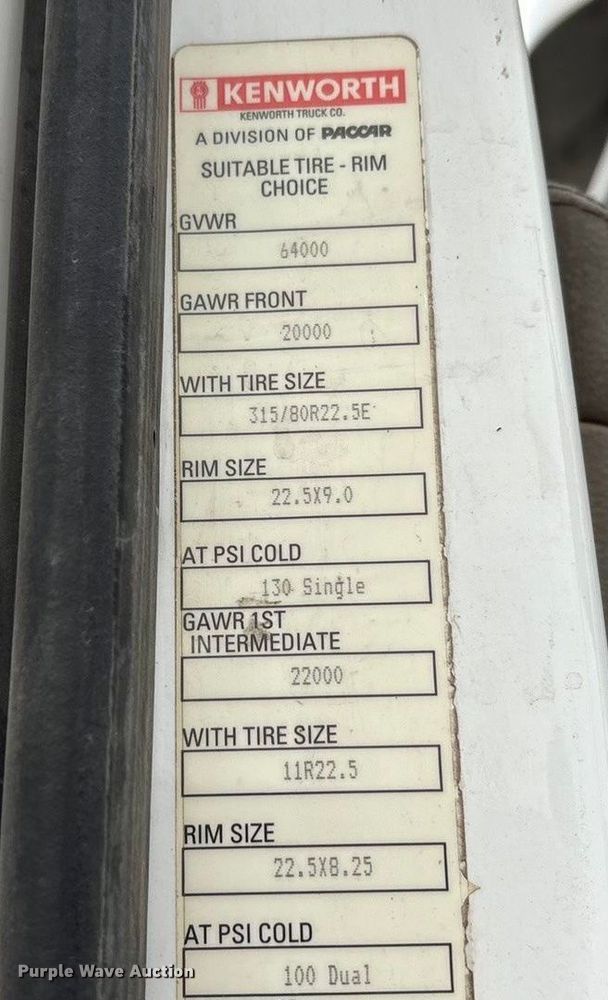 KENWORTH
KENWORTH TRUCK CO.
A DIVISION OF PACCAR
SUITABLE TIRE - RIM
CHOICE
GVWR
64000
GAWR FRONT
20000
WITH TIRE SIZE
315/80R22.5E
RIM SIZE
22.5X9.0
AT PSI COLD
130 Single
GAWR 1ST
INTERMEDIATE
22000
WITH TIRE SIZE
11R22.5
RIM SIZE
22.5X8.25
AT PSI COLD
100 Dual
Purple Wave Auction